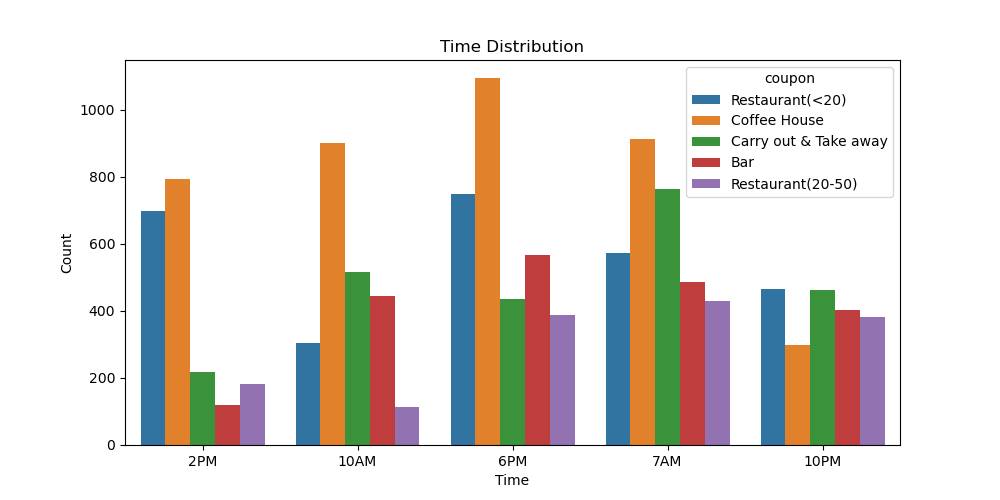 Time Distribution
coupon
Restaurant(<20)
Coffee House
Carry out & Take away
Bar
Restaurant(20-50)
Count
1000
800
600
400
200
0
2PM 10AM 6PM 7AM 10PM
Time